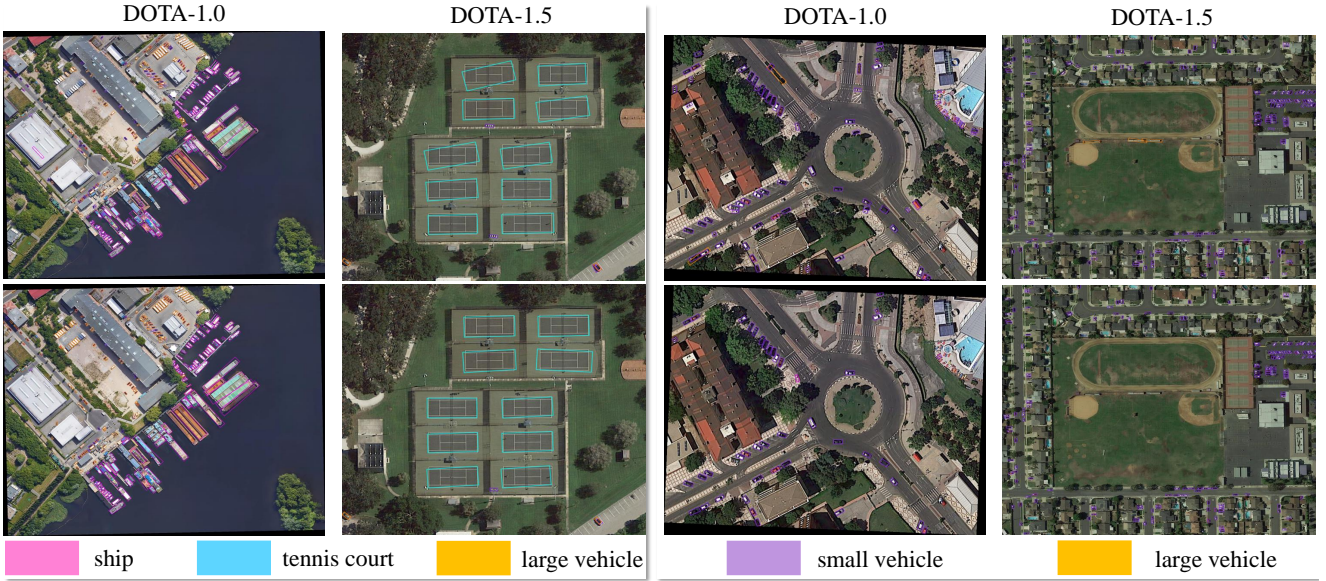 DOTA-1.0
DOTA-1.5
DOTA-1.0
DOTA-1.5
ship
tennis court
large vehicle
small vehicle
large vehicle